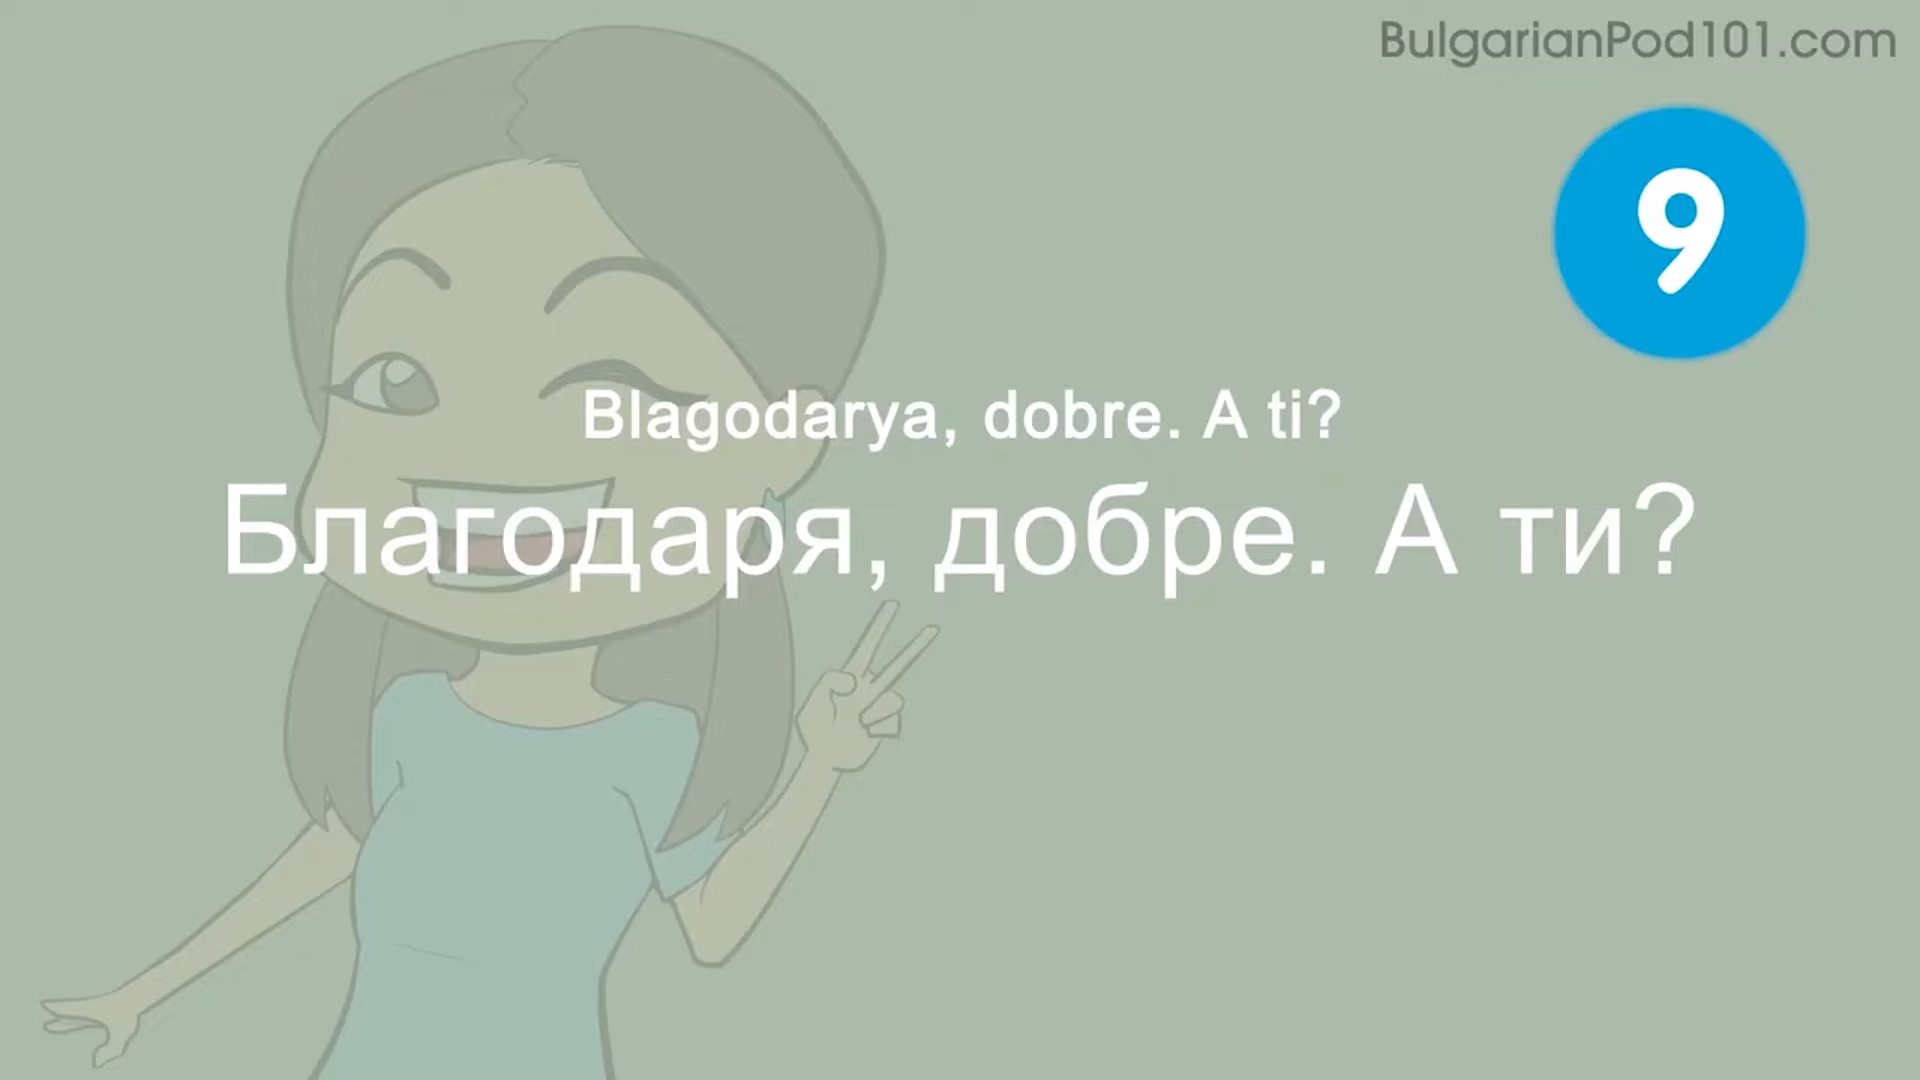 BulgarianPod101.com
9
Blagodarya, dobre. A ti?
Благодаря, добре. А ти?